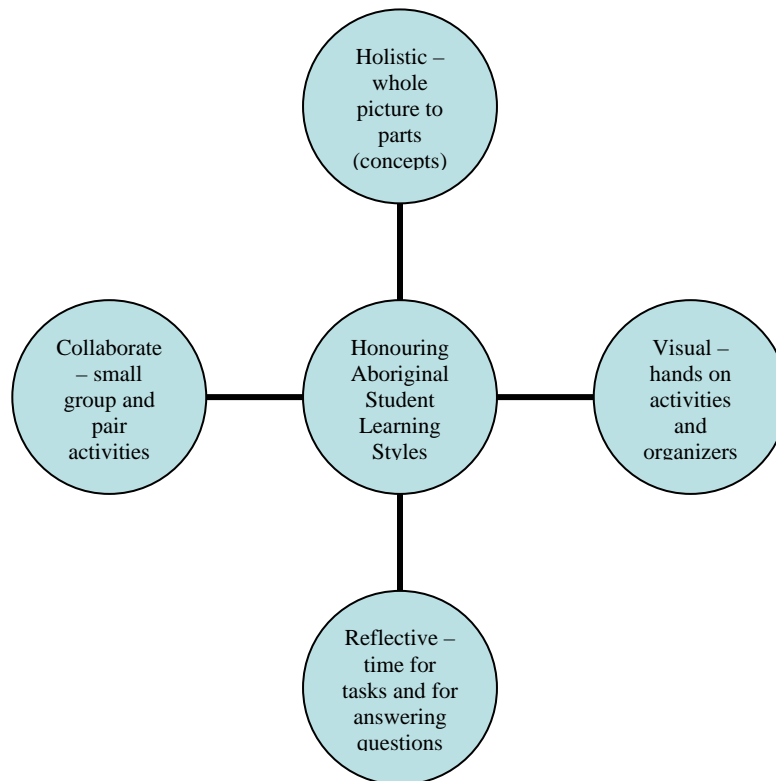 Holistic –
whole
picture to
parts
(concepts)
Collaborate
– small
group and
pair
activities
Honouring
Aboriginal
Student
Learning
Styles
Visual –
hands on
activities
and
organizers
Reflective –
time for
tasks and for
answering
questions